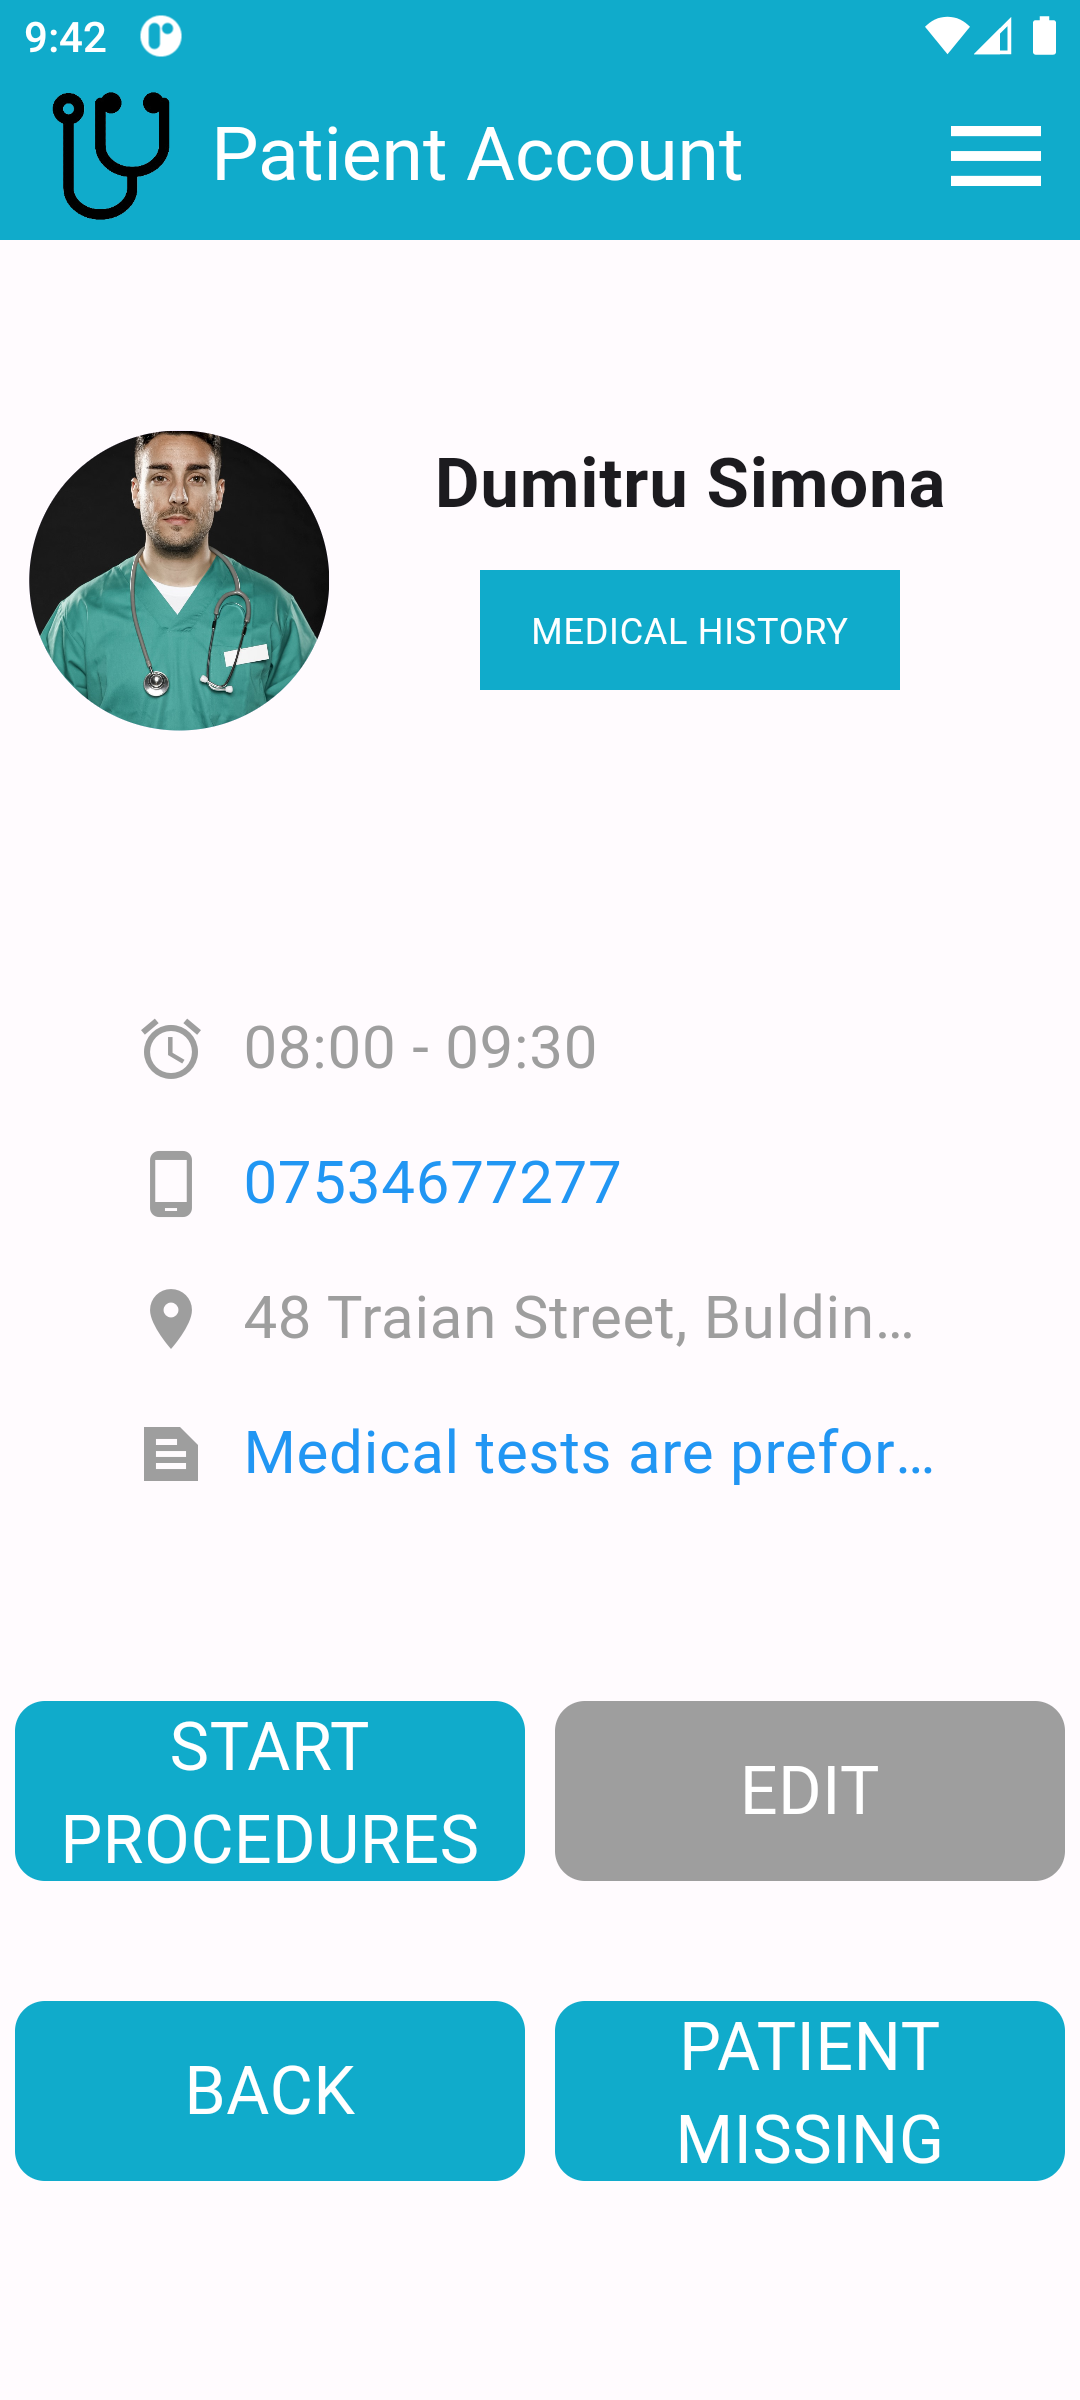 9:42
Patient Account
Dumitru Simona
MEDICAL HISTORY
08:00 - 09:30
07534677277
48 Traian Street, Buldin…
Medical tests are prefor…
START
PROCEDURES
EDIT
BACK
PATIENT
MISSING